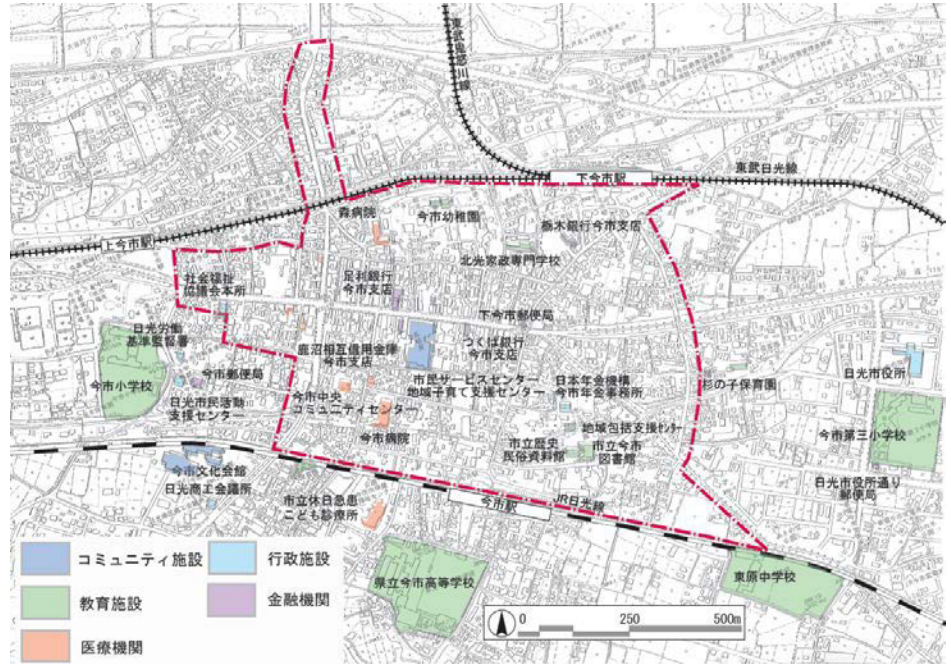 東武鬼怒川線
東武日光線
下今市駅
上今市駅
森病院
今市幼稚園
栃木銀行今市支店
北光家政専門学校
足利銀行
今市支店
社会福祉
協議会本所
下今市郵便局
日光労働
基準監督署
鹿沼相互信用金庫
今市支店
つくば銀行
今市支店
今市小学校
今市郵便局
市民サービスセンター
地域子育て支援センター
日本年金機構
今市年金事務所
杉の子保育園
日光市役所
日光市民活動
支援センター
今市中央
コミュニティセンター
今市病院
地域包括支援センター
市立歴史
民俗資料館
市立今市
図書館
今市第三小学校
今市文化会館
日光商工会議所
日光市役所通り
郵便局
市立休日急患
こども診療所
今市駅
JR日光線
県立今市高等学校
東原中学校
コミュニティ施設
行政施設
教育施設
金融機関
医療機関
0
250
500m